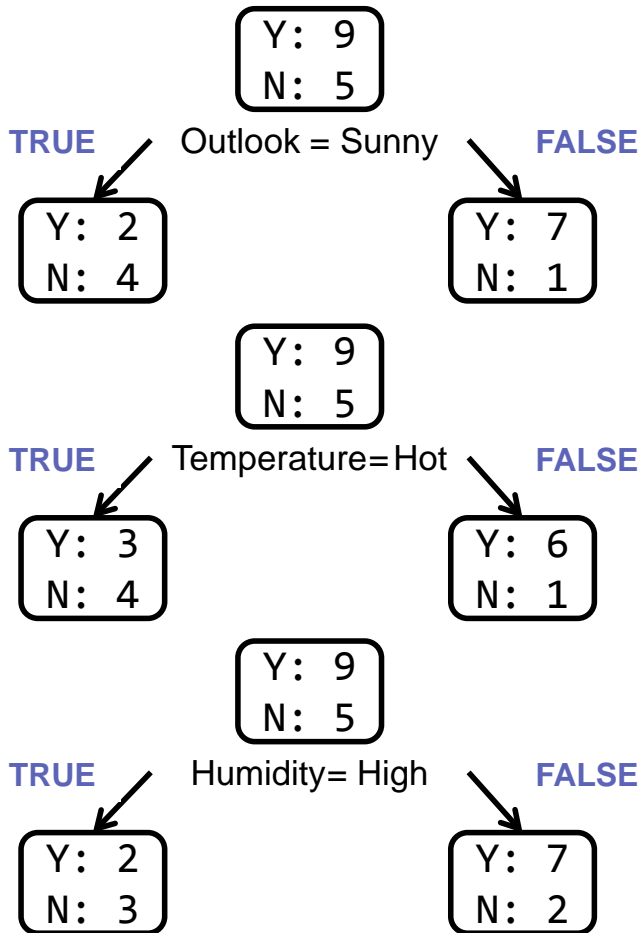 Y: 9
N: 5
TRUE Outlook = Sunny FALSE
Y: 2 Y: 7
N: 4 N: 1
Y: 9
N: 5
TRUE Temperature=Hot FALSE
Y: 3 Y: 6
N: 4 N: 1
Y: 9
N: 5
TRUE Humidity= High FALSE
Y: 2 Y: 7
N: 3 N: 2